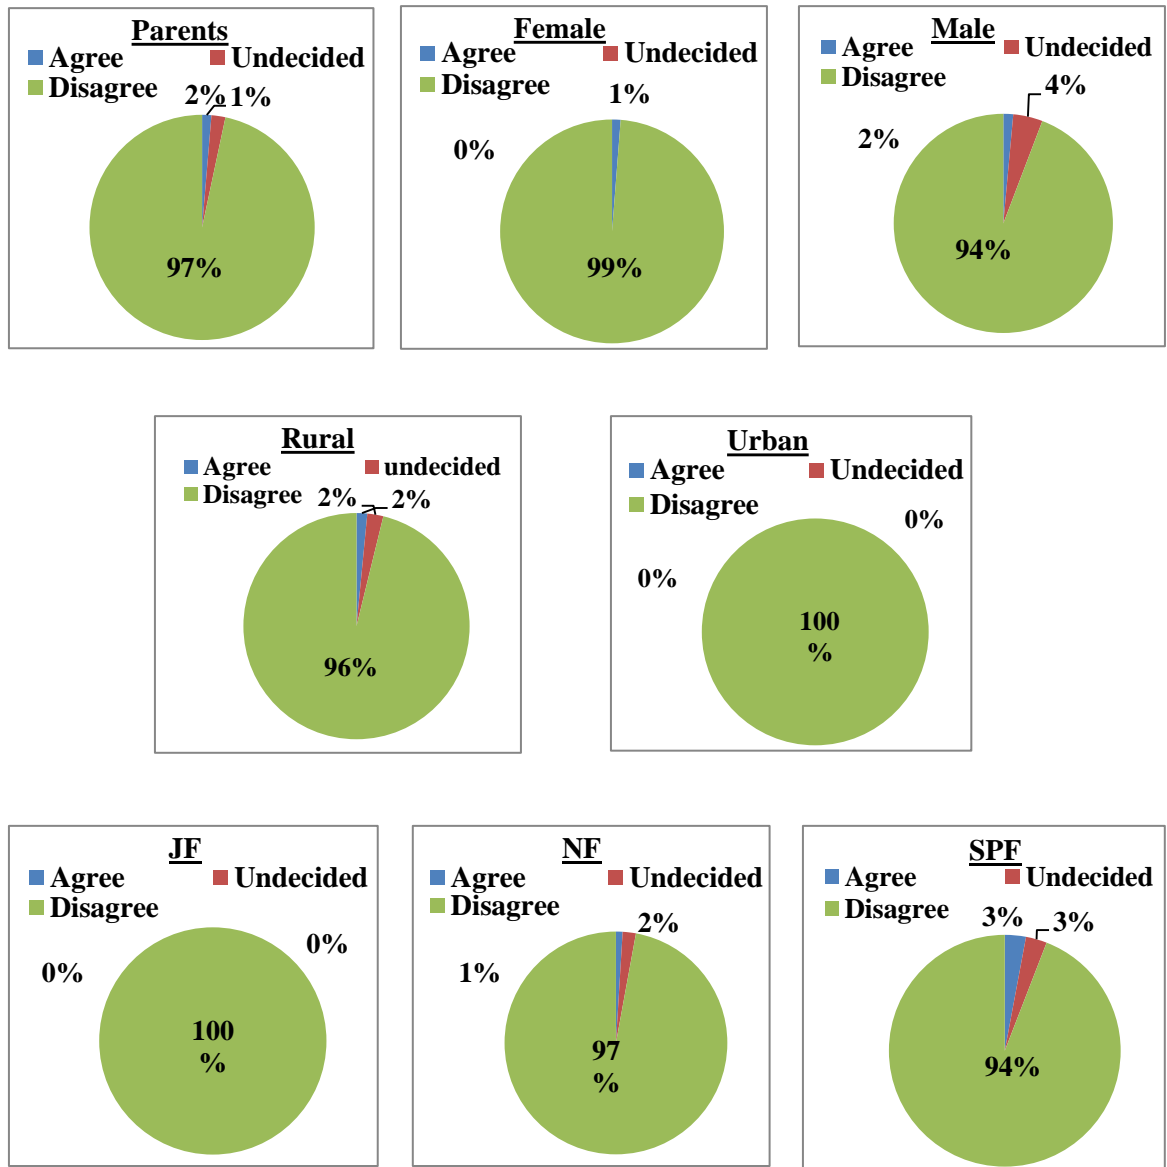 Parents
Agree Undecided
Disagree
2% 1%
97%
Female
Agree Undecided
Disagree
1%
0%
99%
Male
Agree Undecided
Disagree
4%
2%
94%
Rural
Agree undecided
Disagree 2% 2%
96%
Urban
Agree Undecided
Disagree
0%
0%
100
%
JF
Agree Undecided
Disagree
0%
0%
100
%
NF
Agree Undecided
Disagree
2%
1%
97
%
SPF
Agree Undecided
Disagree
3% 3%
94%